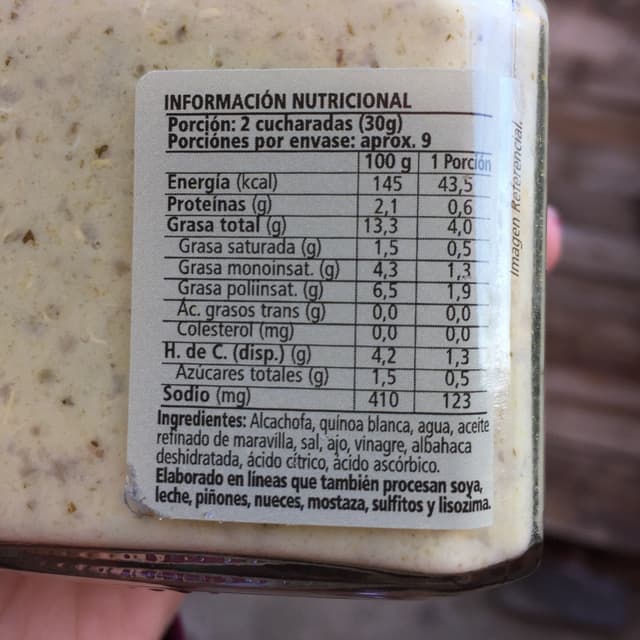 INFORMACIÓN NUTRICIONAL
Porción: 2 cucharadas (30g)
Porciónes por envase: aprox. 9
100 g 1 Porción
Energía (kcal) 145 43,5
Proteínas (g) 2,1 0,6
Grasa total (g) 13,3 4,0
Grasa saturada (g) 1,5 0,5
Grasa monoinsat. (g) 4,3 1,3
Grasa poliinsat. (g) 6,5 1,9
Ác. grasos trans (g) 0,0 0,0
Colesterol (mg) 0,0 0,0
H. de C. (disp.) (g) 4,2 1,3
Azúcares totales (g) 1,5 0,5
Sodio (mg) 410 123
Ingredientes: Alcachofa, quínoa blanca, agua, aceite
refinado de maravilla, sal, ajo, vinagre, albahaca
deshidratada, ácido cítrico, ácido ascórbico.
Elaborado en líneas que también procesan soya,
leche, piñones, nueces, mostaza, sulfitos y lisozima.
Imagen Referencial.